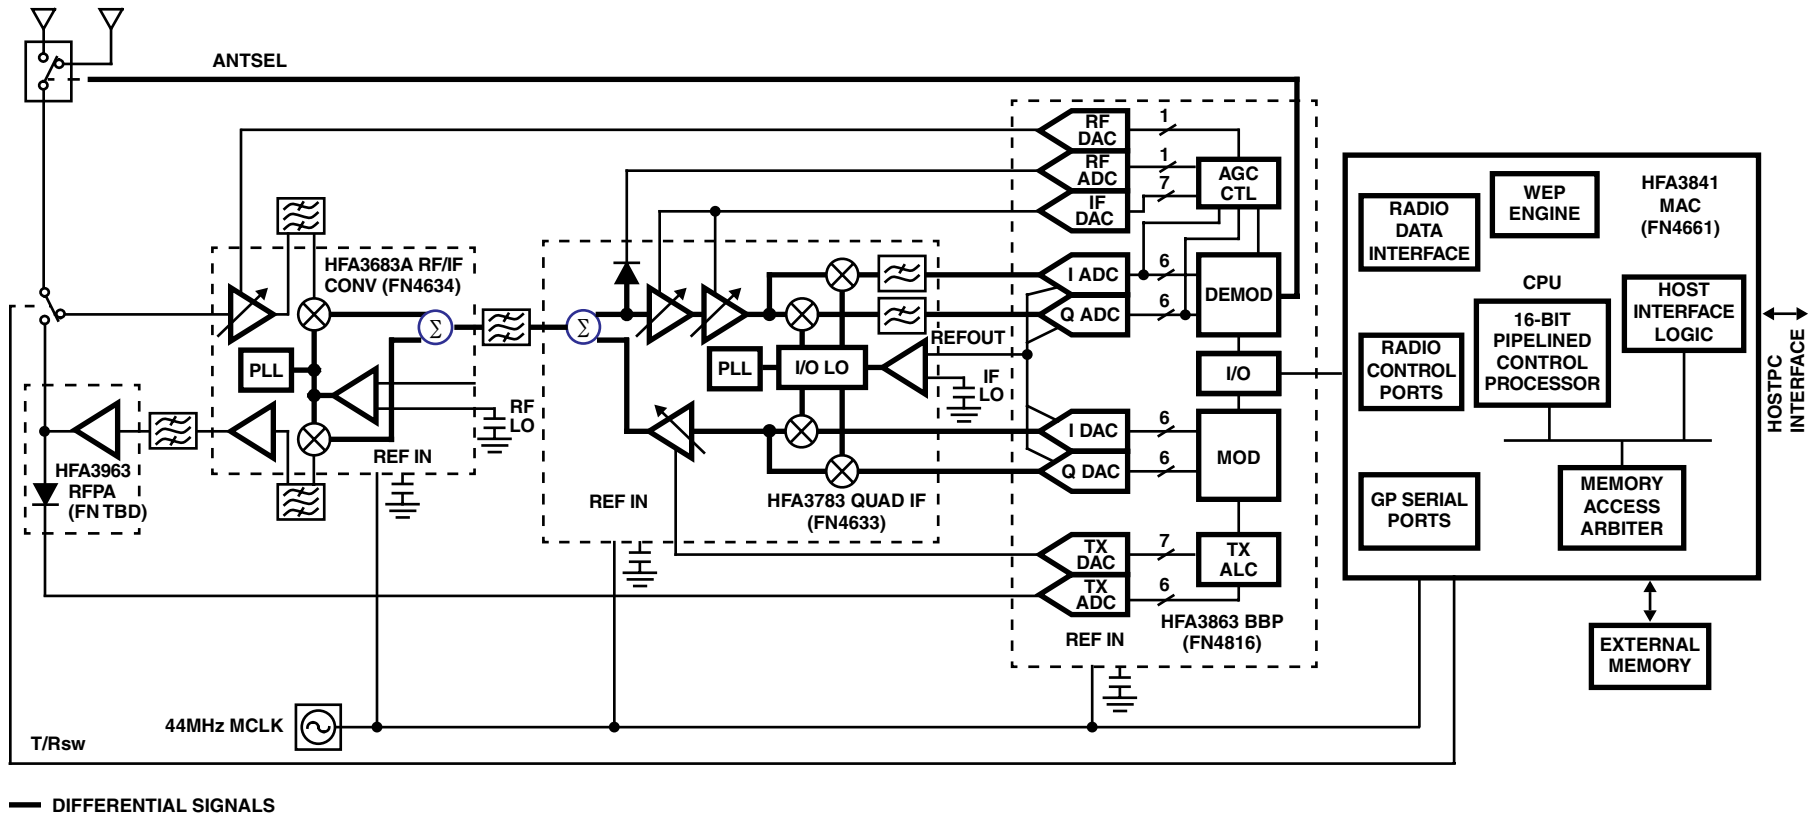 ANTSEL
RF
DAC
1
RF
ADC
1
IF
DAC
7
AGC
CTL
HFA3683A RF/IF
CONV (FN4634)
Σ
Σ
PLL
RF
LO
REF IN
HFA3963
RFPA
(FN TBD)
I ADC
6
Q ADC
6
DEMOD
REFOUT
PLL
I/O LO
IF
LO
I/O
I DAC
6
Q DAC
6
MOD
REF IN
HFA3783 QUAD IF
(FN4633)
TX
DAC
7
TX
ADC
6
TX
ALC
REF IN
HFA3863 BBP
(FN4816)
RADIO
DATA
INTERFACE
WEP
ENGINE
HFA3841
MAC
(FN4661)
CPU
16-BIT
PIPELINED
CONTROL
PROCESSOR
HOST
INTERFACE
LOGIC
RADIO
CONTROL
PORTS
GP SERIAL
PORTS
MEMORY
ACCESS
ARBITER
HOSTPC
INTERFACE
EXTERNAL
MEMORY
44MHz MCLK
T/Rsw
DIFFERENTIAL SIGNALS